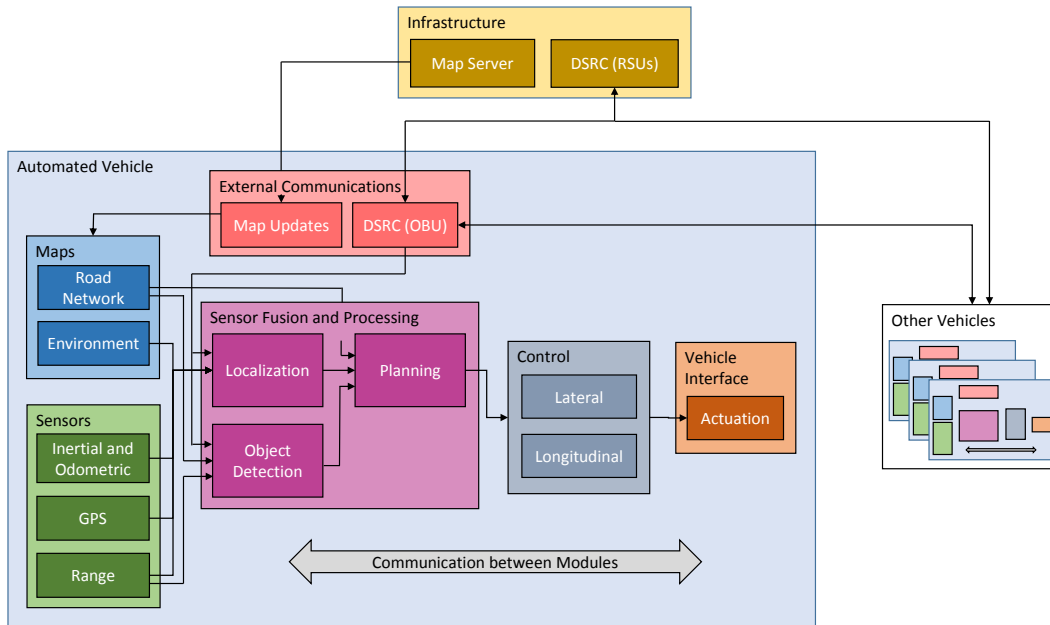 Infrastructure
Map Server
DSRC (RSUs)
Automated Vehicle
External Communications
Map Updates
DSRC (OBU)
Maps
Road
Network
Environment
Sensors
Inertial and
Odometric
GPS
Range
Sensor Fusion and Processing
Localization
Planning
Object
Detection
Control
Lateral
Longitudinal
Vehicle
Interface
Actuation
Other Vehicles
Communication between Modules